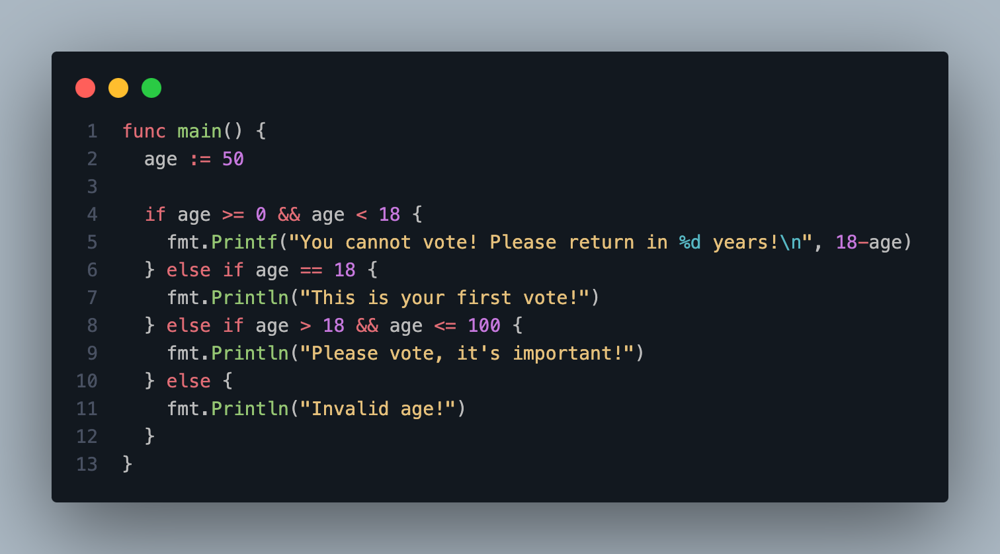 1 func main() {
2   age := 50
3
4   if age >= 0 && age < 18 {
5     fmt.Printf("You cannot vote! Please return in %d years!\n", 18-age)
6   } else if age == 18 {
7     fmt.Println("This is your first vote!")
8   } else if age > 18 && age <= 100 {
9     fmt.Println("Please vote, it's important!")
10   } else {
11     fmt.Println("Invalid age!")
12   }
13 }